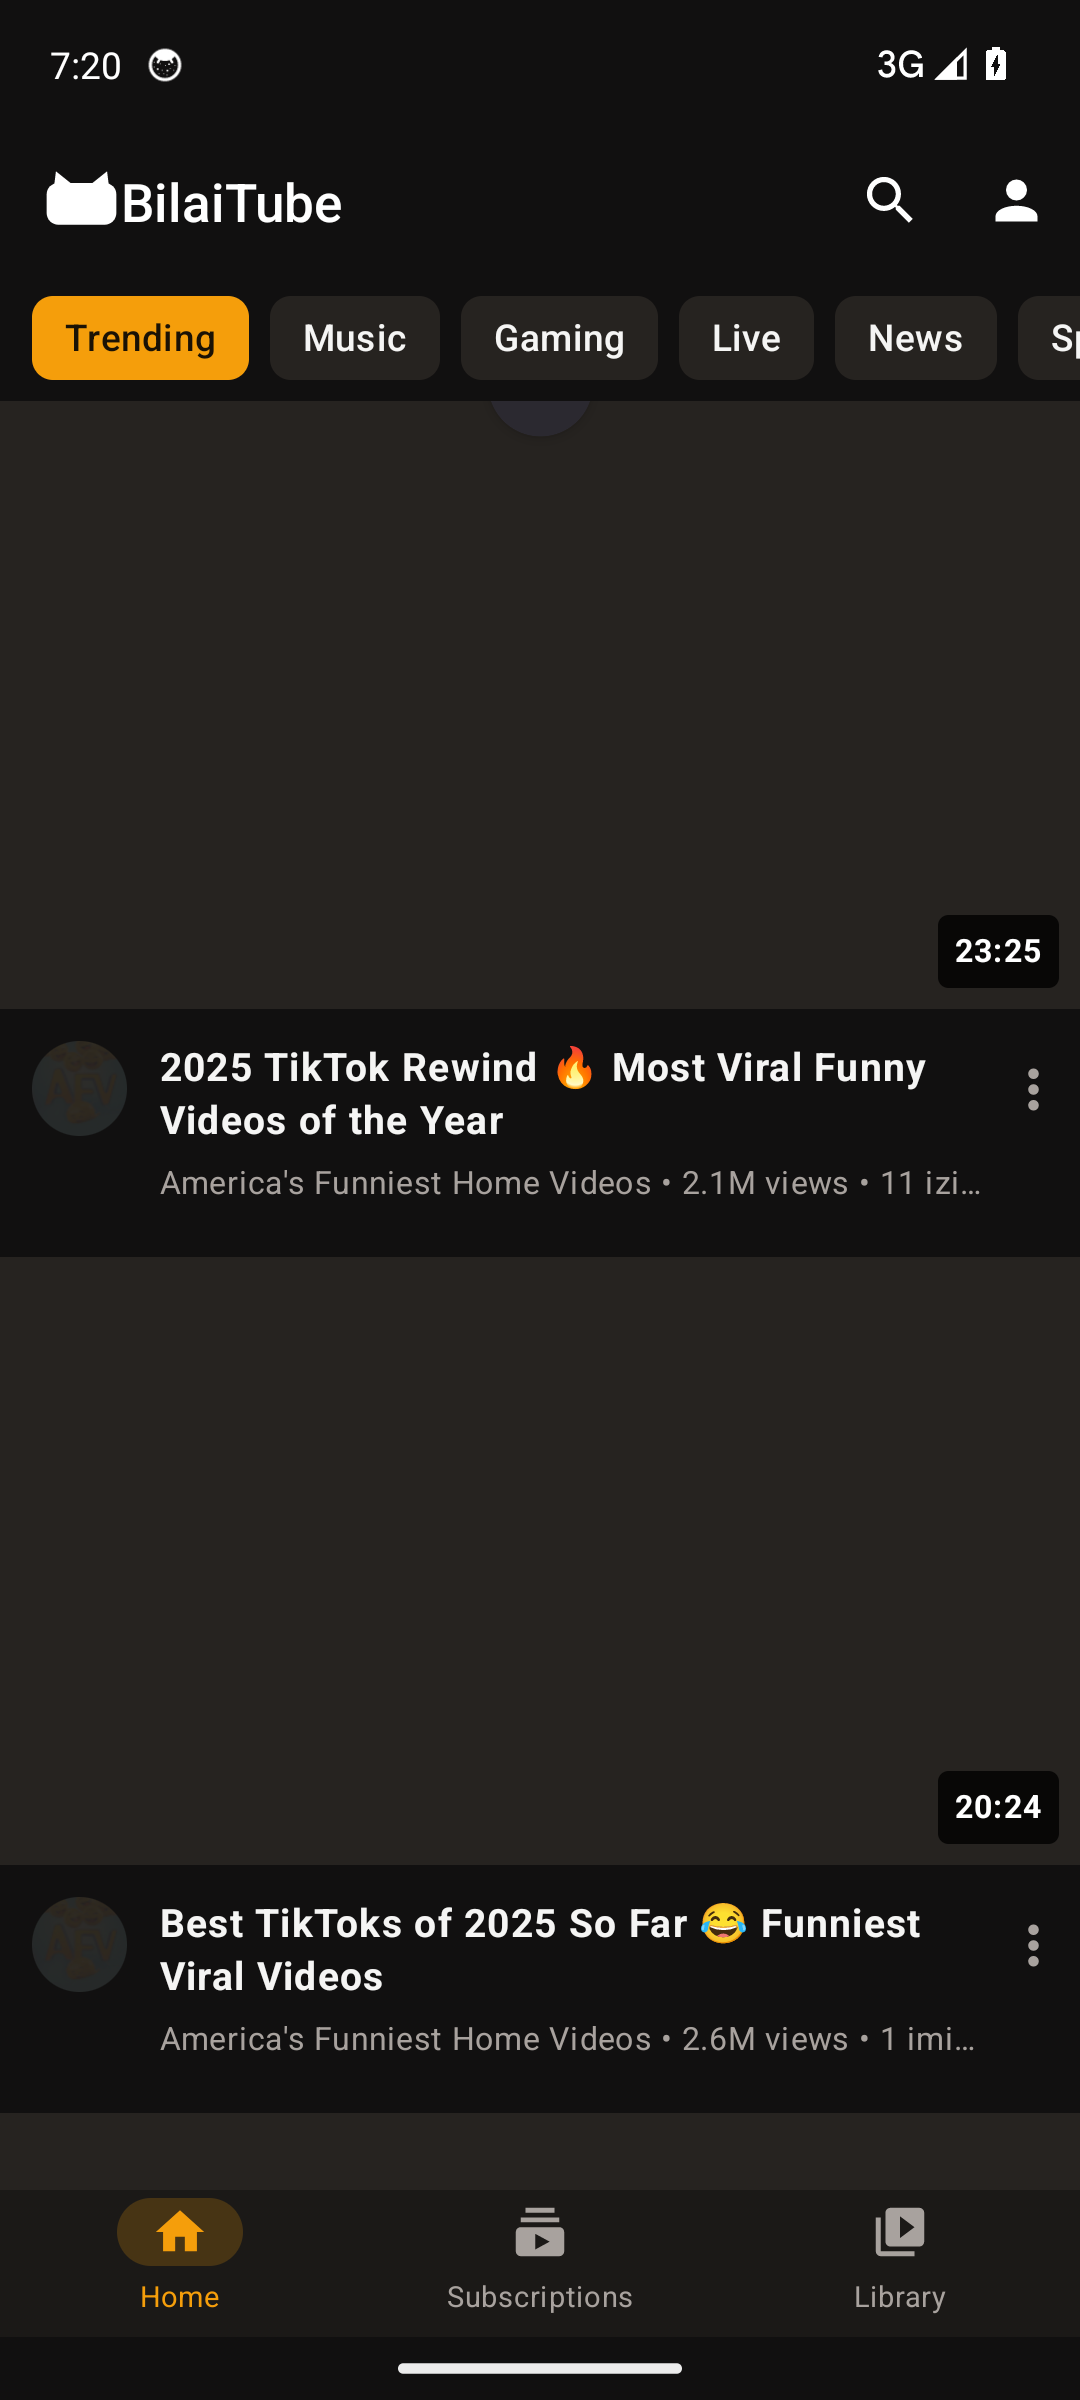 7:20
3G
BilaiTube
Trending
Music
Gaming
Live
News
Sp
23:25
2025 TikTok Rewind 🔥 Most Viral Funny
Videos of the Year
America's Funniest Home Videos • 2.1M views • 11 izi…
20:24
Best TikToks of 2025 So Far 😂 Funniest
Viral Videos
America's Funniest Home Videos • 2.6M views • 1 imi…
Home
Subscriptions
Library